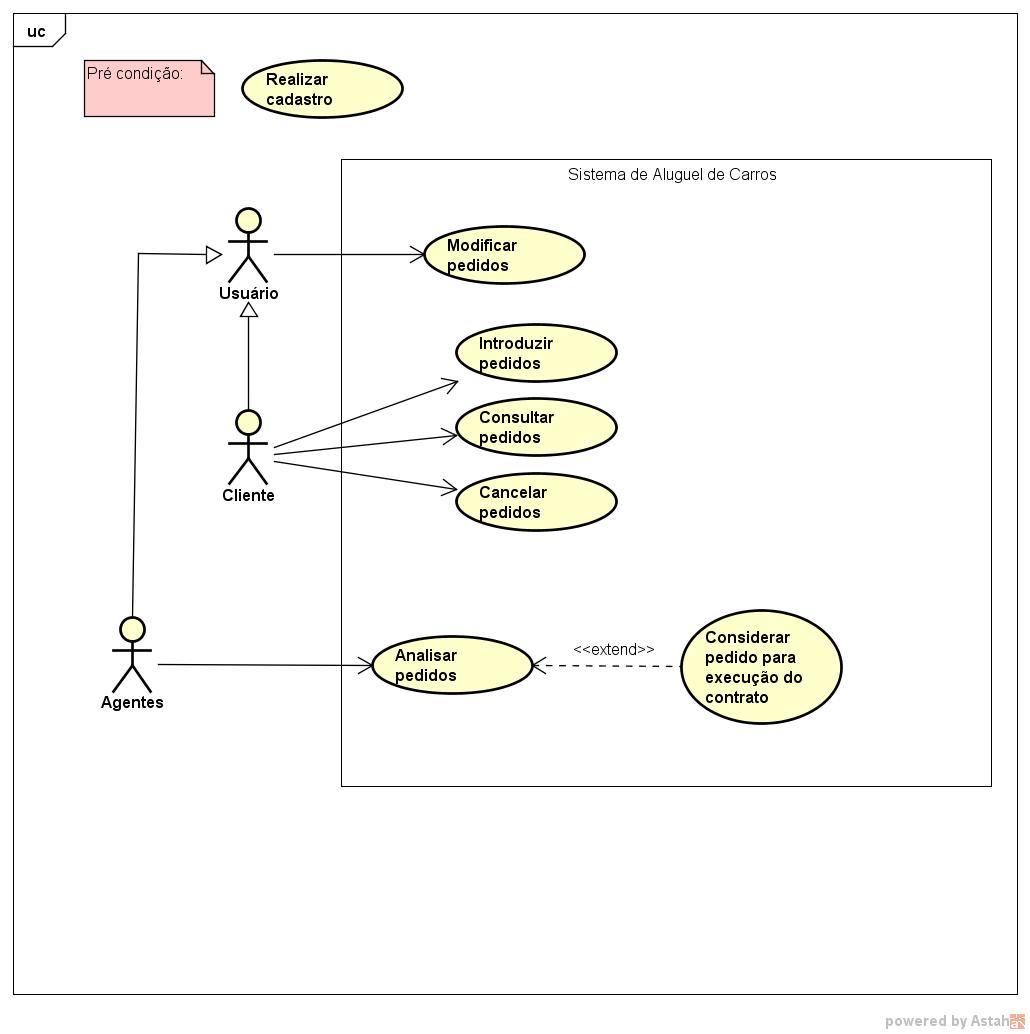 uc
Pré condição:
Realizar
cadastro
Sistema de Aluguel de Carros
Modificar
pedidos
Usuário
Introduzir
pedidos
Consultar
pedidos
Cliente
Cancelar
pedidos
Agentes
Analisar
pedidos
<<extend>>
Considerar
pedido para
execução do
contrato
powered by Astah